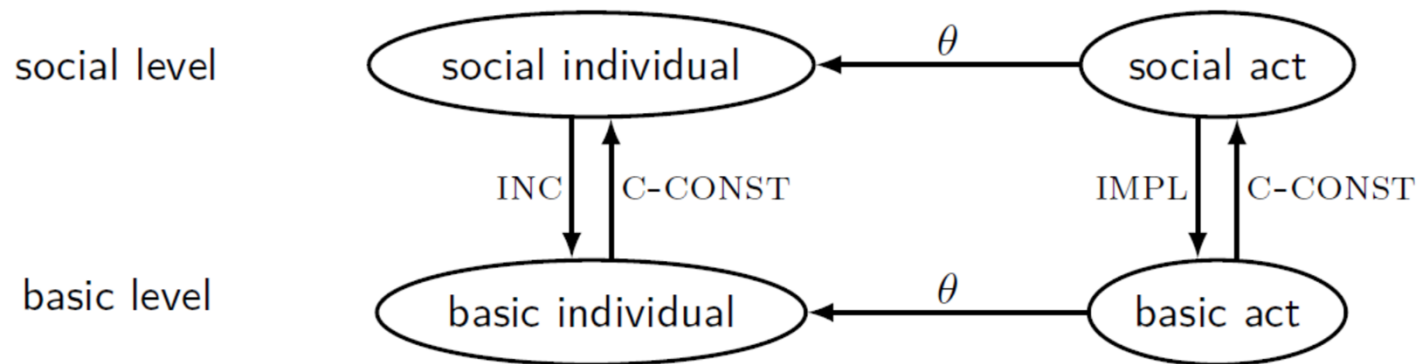 θ
social level social individual social act
INC C-CONST IMPL C-CONST
θ
basic level basic individual basic act